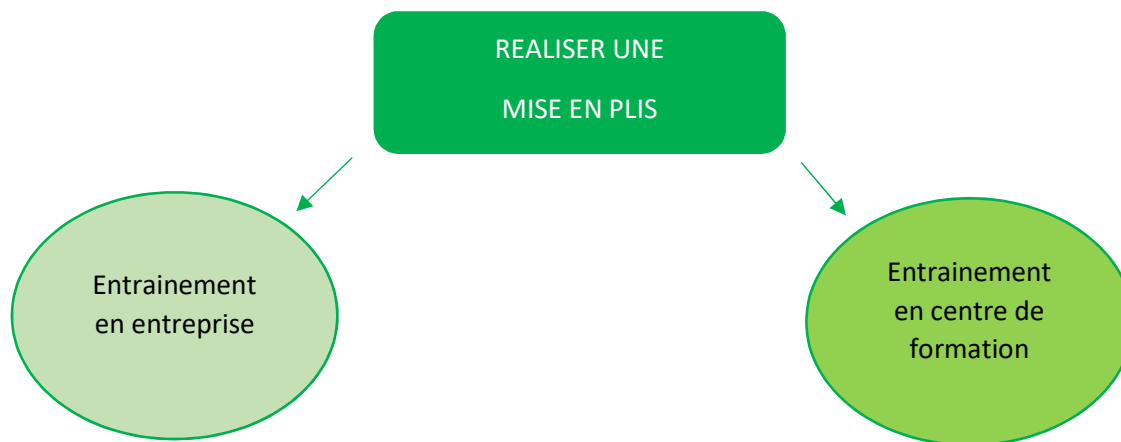 REALISER UNE
MISE EN PLIS
Entrainement
en entreprise
Entrainement
en centre de
formation